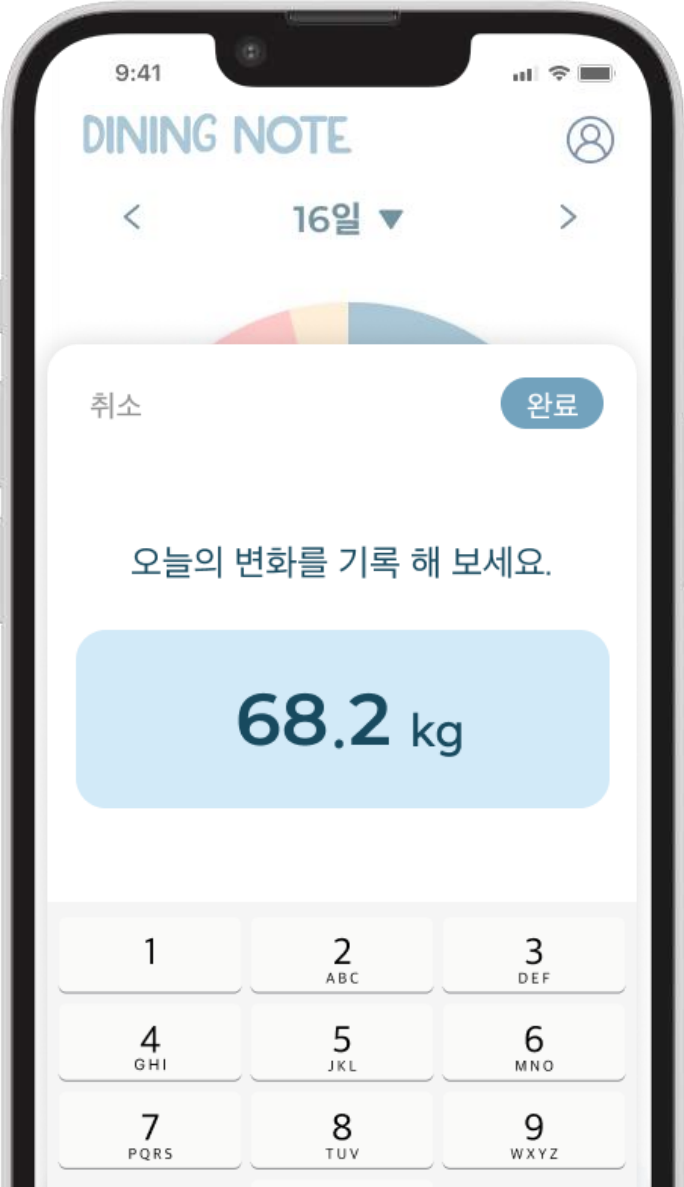 9:41
DINING NOTE
< 16일 ▼ >
취소 완료
오늘의 변화를 기록 해 보세요.
68.2 kg
1 2 3
ABC DEF
4 5 6
GHI JKL MNO
7 8 9
PQRS TUV WXYZ